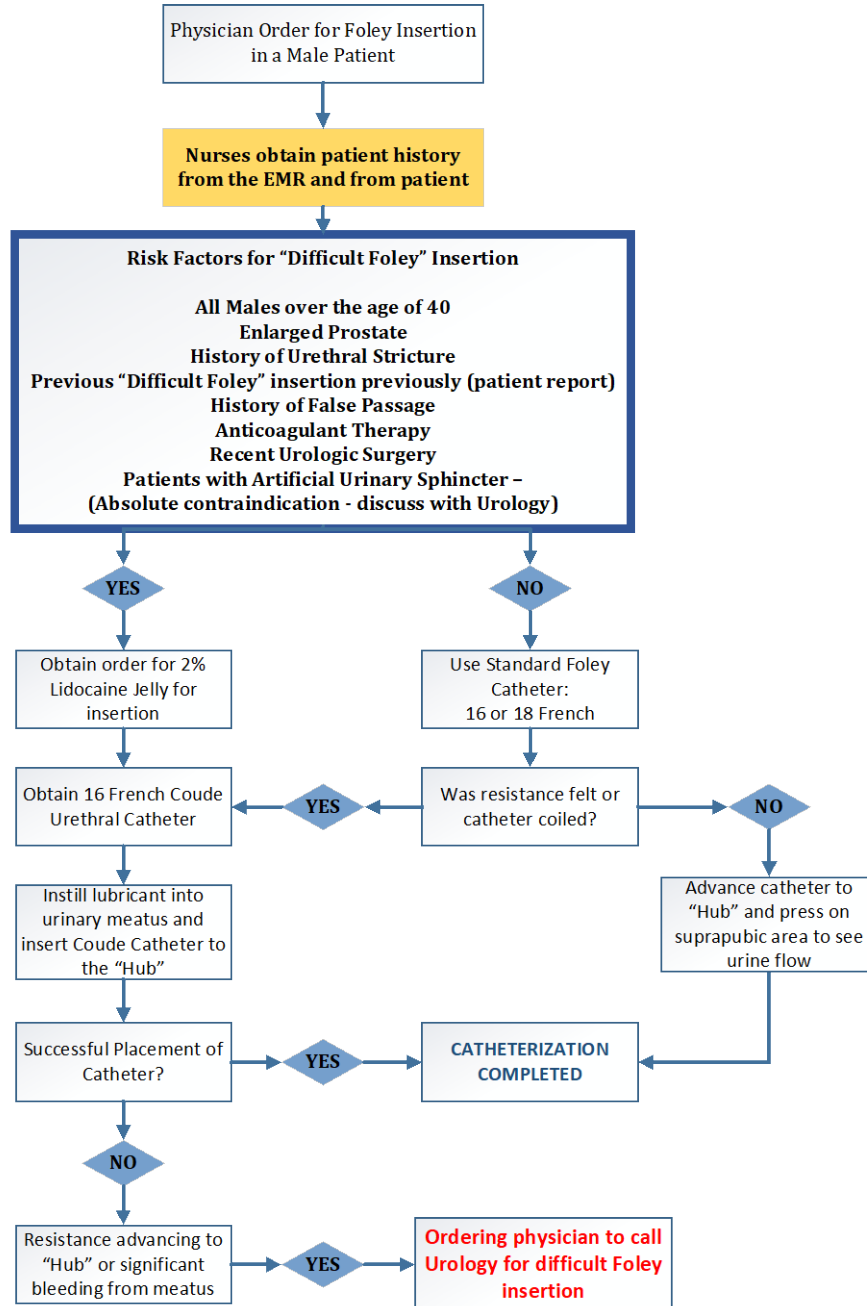 Physician Order for Foley Insertion
in a Male Patient
Nurses obtain patient history
from the EMR and from patient
Risk Factors for “Difficult Foley” Insertion
All Males over the age of 40
Enlarged Prostate
History of Urethral Stricture
Previous “Difficult Foley” insertion previously (patient report)
History of False Passage
Anticoagulant Therapy
Recent Urologic Surgery
Patients with Artificial Urinary Sphincter –
(Absolute contraindication - discuss with Urology)
YES
NO
Obtain order for 2%
Lidocaine Jelly for
insertion
Use Standard Foley
Catheter:
16 or 18 French
Obtain 16 French Coude
Urethral Catheter
YES
Was resistance felt or
catheter coiled?
NO
Instill lubricant into
urinary meatus and
insert Coude Catheter to
the “Hub”
Advance catheter to
“Hub” and press on
suprapubic area to see
urine flow
Successful Placement of
Catheter?
YES
CATHETERIZATION
COMPLETED
NO
Resistance advancing to
“Hub” or significant
bleeding from meatus
YES
Ordering physician to call
Urology for difficult Foley
insertion